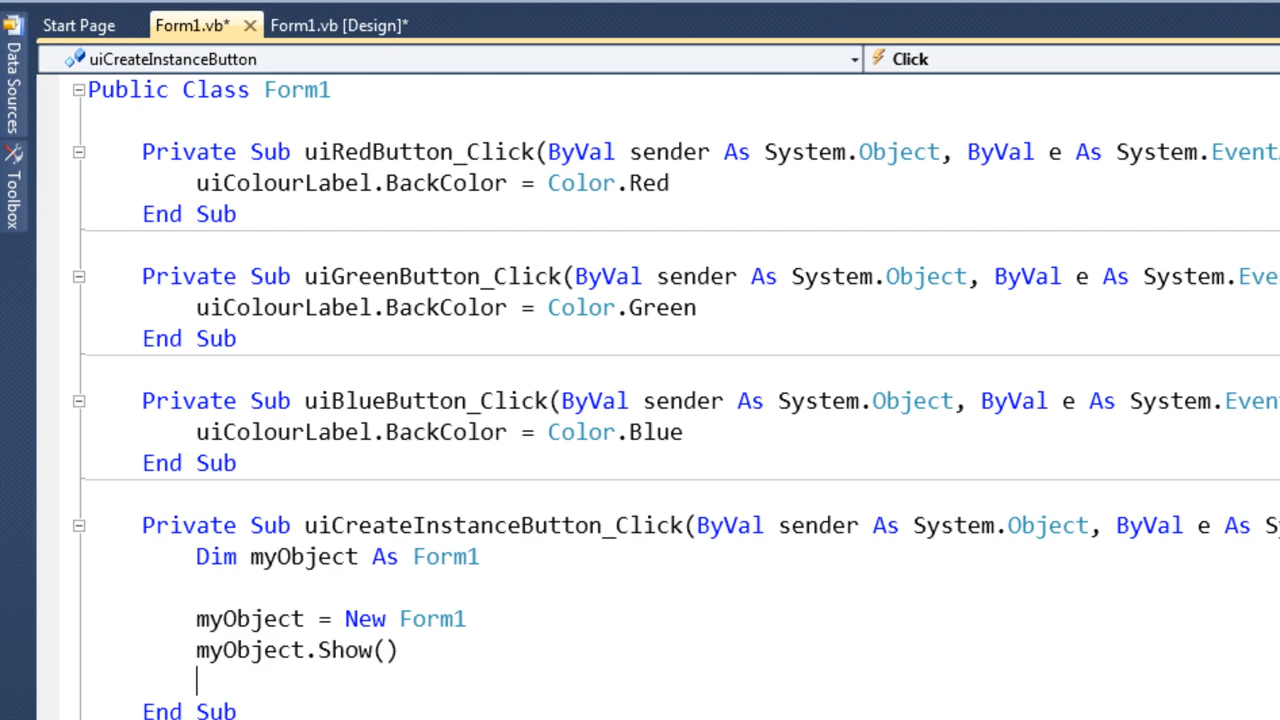 Start Page Form1.vb* Form1.vb [Design]*
uiCreateInstanceButton Click
Data Sources
Toolbox
Public Class Form1
Private Sub uiRedButton_Click(ByVal sender As System.Object, ByVal e As System.Event
uiColourLabel.BackColor = Color.Red
End Sub
Private Sub uiGreenButton_Click(ByVal sender As System.Object, ByVal e As System.Eve
uiColourLabel.BackColor = Color.Green
End Sub
Private Sub uiBlueButton_Click(ByVal sender As System.Object, ByVal e As System.Even
uiColourLabel.BackColor = Color.Blue
End Sub
Private Sub uiCreateInstanceButton_Click(ByVal sender As System.Object, ByVal e As Sy
Dim myObject As Form1
myObject = New Form1
myObject.Show()
End Sub